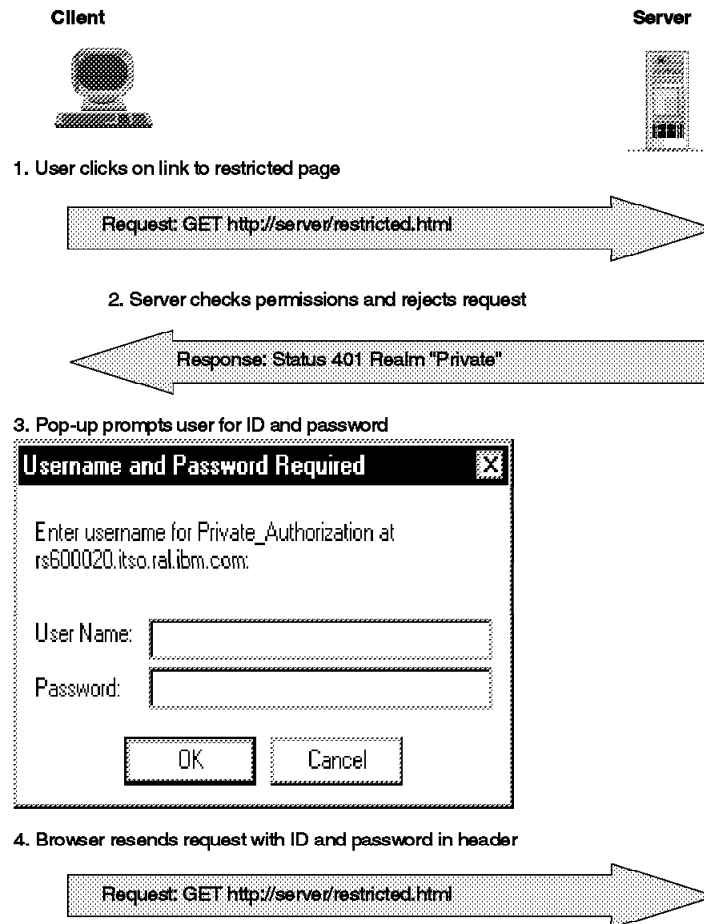 Client
Server
1. User clicks on link to restricted page
Request: GET http://server/restricted.html
2. Server checks permissions and rejects request
Response: Status 401 Realm "Private"
3. Pop-up prompts user for ID and password
Username and Password Required
Enter username for Private_Authorization at
rs600020.itso.ral.ibm.com:
User Name:
Password:
OK
Cancel
4. Browser resends request with ID and password in header
Request: GET http://server/restricted.html